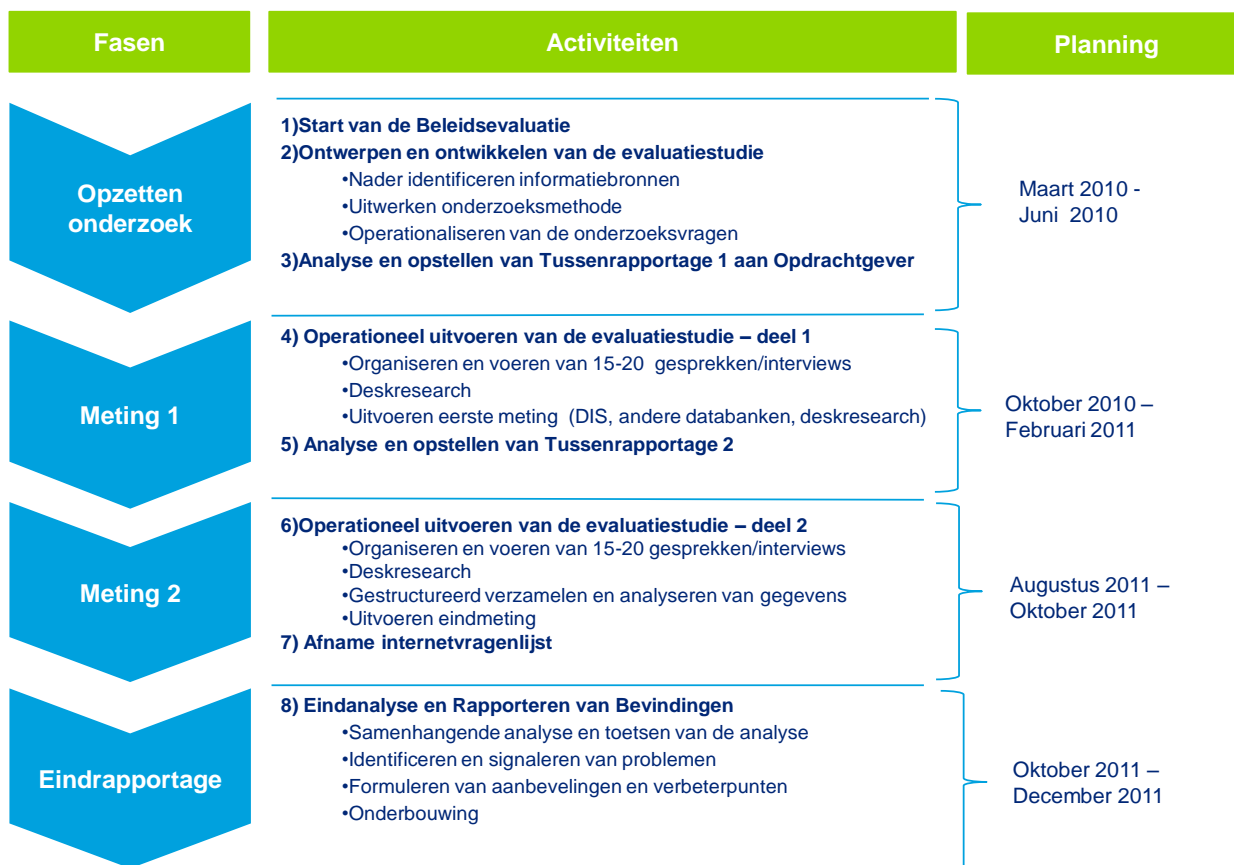 Fasen
Activiteiten
Planning
Opzetten
onderzoek
1)Start van de Beleidsevaluatie
2)Ontwerpen en ontwikkelen van de evaluatiestudie
•Nader identificeren informatiebronnen
•Uitwerken onderzoeksmethode
•Operationaliseren van de onderzoeksvragen
3)Analyse en opstellen van Tussenrapportage 1 aan Opdrachtgever
Maart 2010 -
Juni 2010
Meting 1
4) Operationeel uitvoeren van de evaluatiestudie – deel 1
•Organiseren en voeren van 15-20 gesprekken/interviews
•Deskresearch
•Uitvoeren eerste meting (DIS, andere databanken, deskresearch)
5) Analyse en opstellen van Tussenrapportage 2
Oktober 2010 –
Februari 2011
Meting 2
6)Operationeel uitvoeren van de evaluatiestudie – deel 2
•Organiseren en voeren van 15-20 gesprekken/interviews
•Deskresearch
•Gestructureerd verzamelen en analyseren van gegevens
•Uitvoeren eindmeting
7) Afname internetvragenlijst
Augustus 2011 –
Oktober 2011
Eindrapportage
8) Eindanalyse en Rapporteren van Bevindingen
•Samenhangende analyse en toetsen van de analyse
•Identificeren en signaleren van problemen
•Formuleren van aanbevelingen en verbeterpunten
•Onderbouwing
Oktober 2011 –
December 2011